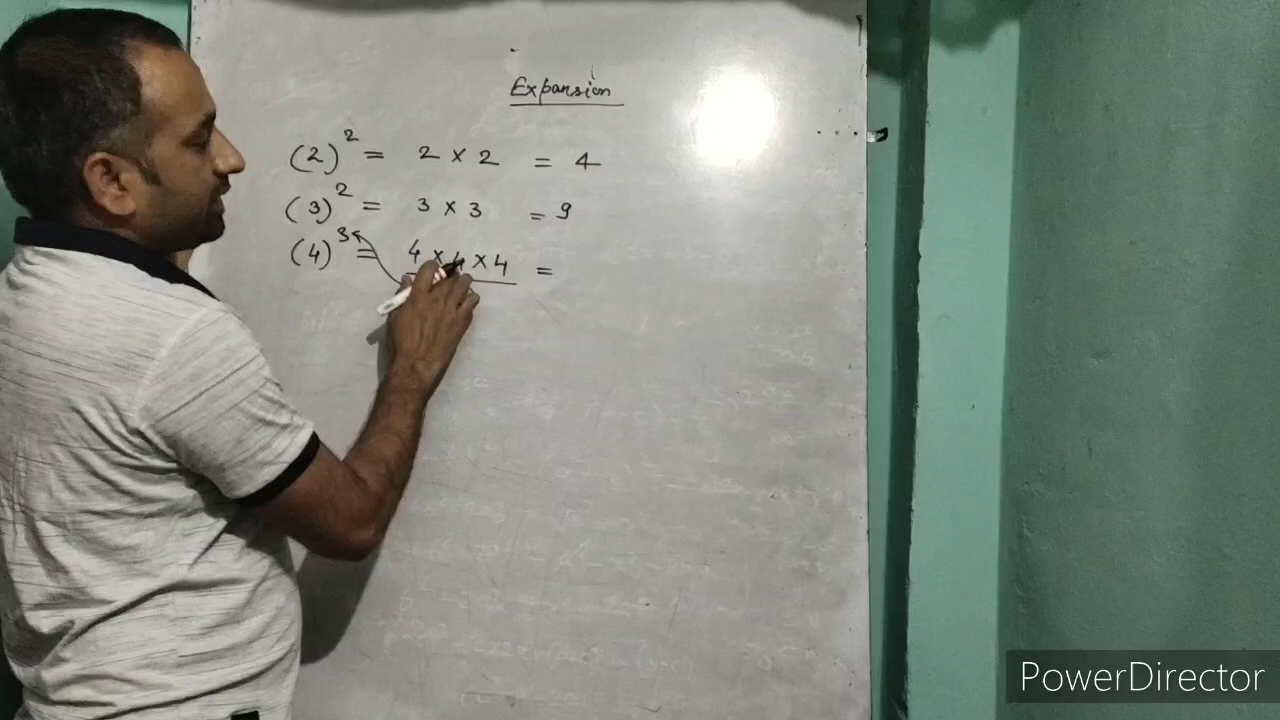 Expansion
(2)² = 2 × 2 = 4
(3)² = 3 × 3 = 9
(4)³ = 4 × 4 × 4 =
PowerDirector